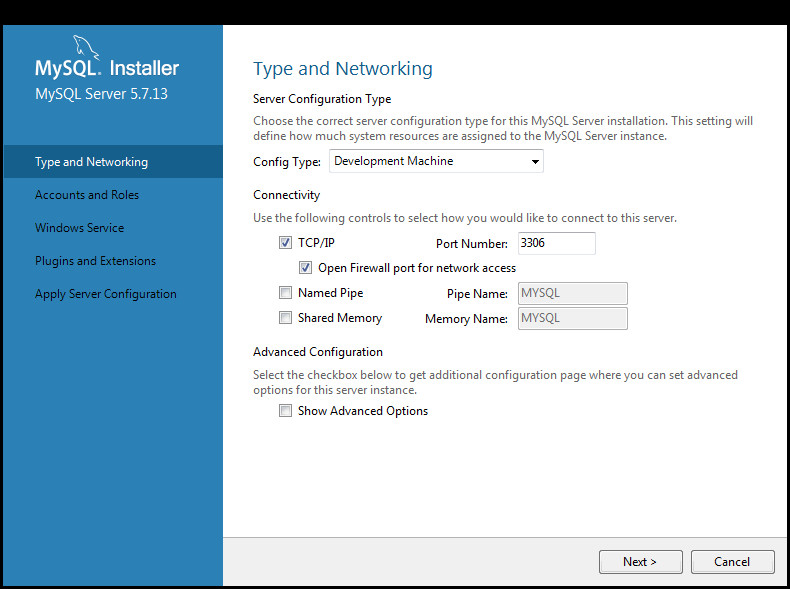 MySQL. Installer
MySQL Server 5.7.13
Type and Networking
Accounts and Roles
Windows Service
Plugins and Extensions
Apply Server Configuration
Type and Networking
Server Configuration Type
Choose the correct server configuration type for this MySQL Server installation. This setting will
define how much system resources are assigned to the MySQL Server instance.
Config Type: Development Machine
Connectivity
Use the following controls to select how you would like to connect to this server.
TCP/IP Port Number: 3306
Open Firewall port for network access
Named Pipe Pipe Name: MYSQL
Shared Memory Memory Name: MYSQL
Advanced Configuration
Select the checkbox below to get additional configuration page where you can set advanced
options for this server instance.
Show Advanced Options
Next > Cancel